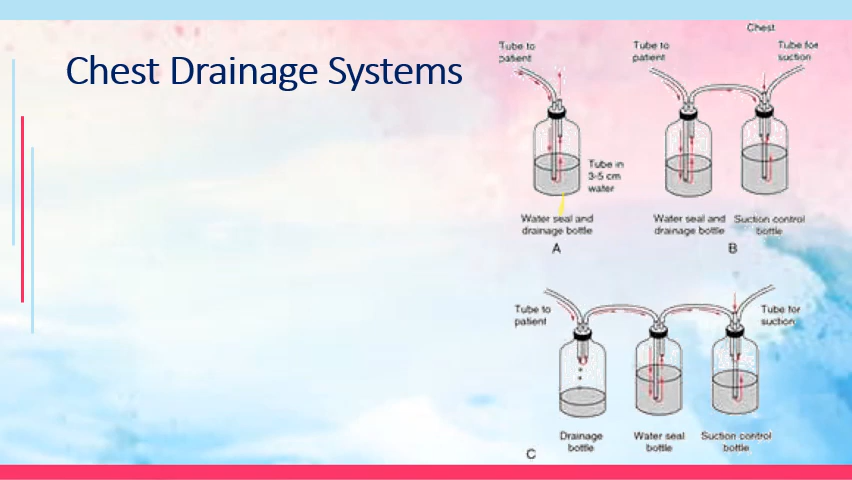 Chest Drainage Systems
Chest
Tube to
patient
Tube to
patient
Tube for
suction
Tube in
3-5 cm
water
Water seal and
drainage bottle
Water seal and
drainage bottle
Suction control
bottle
A
B
Tube to
patient
Tube for
suction
Drainage
bottle
Water seal
bottle
Suction control
bottle
C